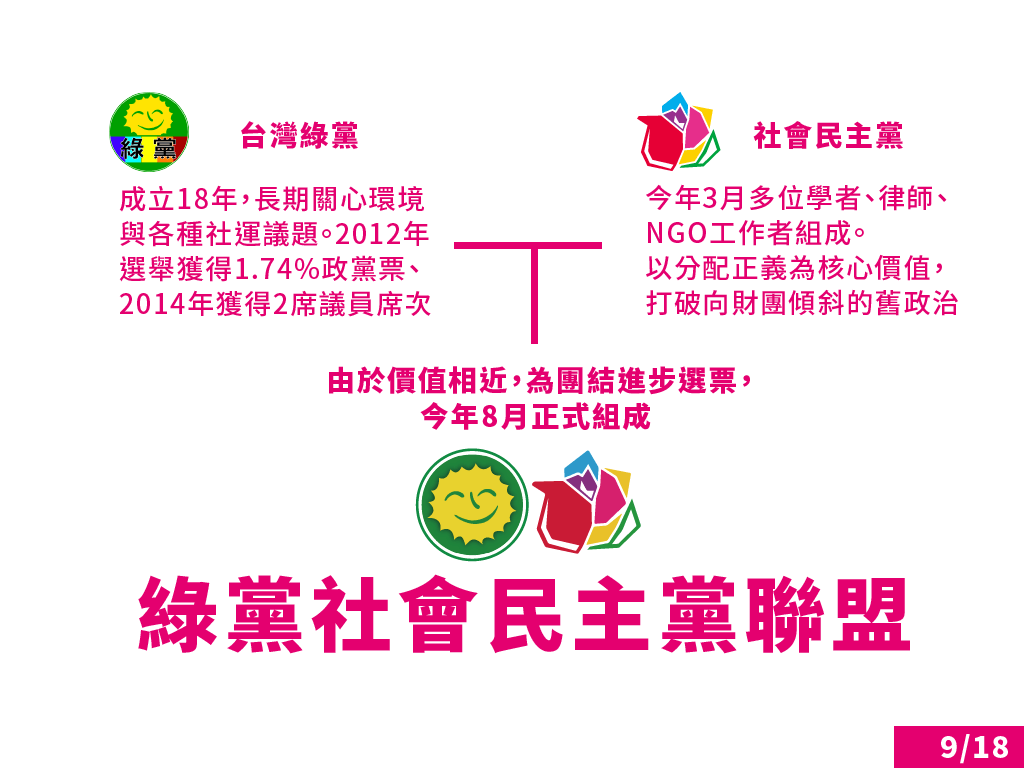 綠 黨
台灣綠黨
成立18年，長期關心環境
與各種社運議題。2012年
選舉獲得1.74%政黨票、
2014年獲得2席議員席次
社會民主黨
今年3月多位學者、律師、
NGO工作者組成。
以分配正義為核心價值，
打破向財團傾斜的舊政治
由於價值相近，為團結進步選票，
今年8月正式組成
綠黨社會民主黨聯盟
9/18